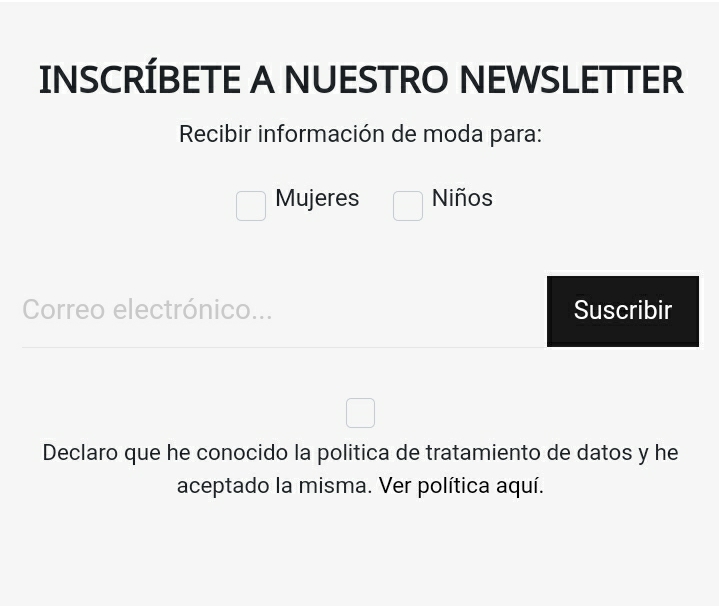 INSCRÍBETE A NUESTRO NEWSLETTER
Recibir información de moda para:
Mujeres Niños
Correo electrónico...
Suscribir
Declaro que he conocido la politica de tratamiento de datos y he
aceptado la misma. Ver política aquí.